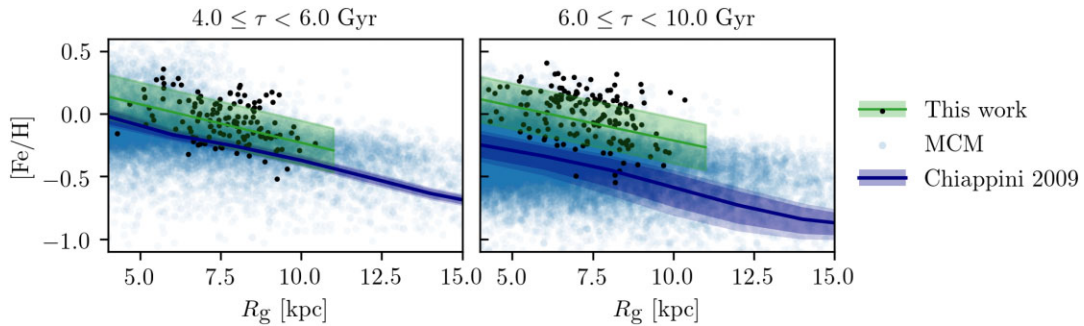 4.0 ≤ τ < 6.0 Gyr
6.0 ≤ τ < 10.0 Gyr
[Fe/H]
0.5
0.0
−0.5
−1.0
5.0 7.5 10.0 12.5 15.0
5.0 7.5 10.0 12.5 15.0
Rg [kpc]
Rg [kpc]
This work
MCM
Chiappini 2009